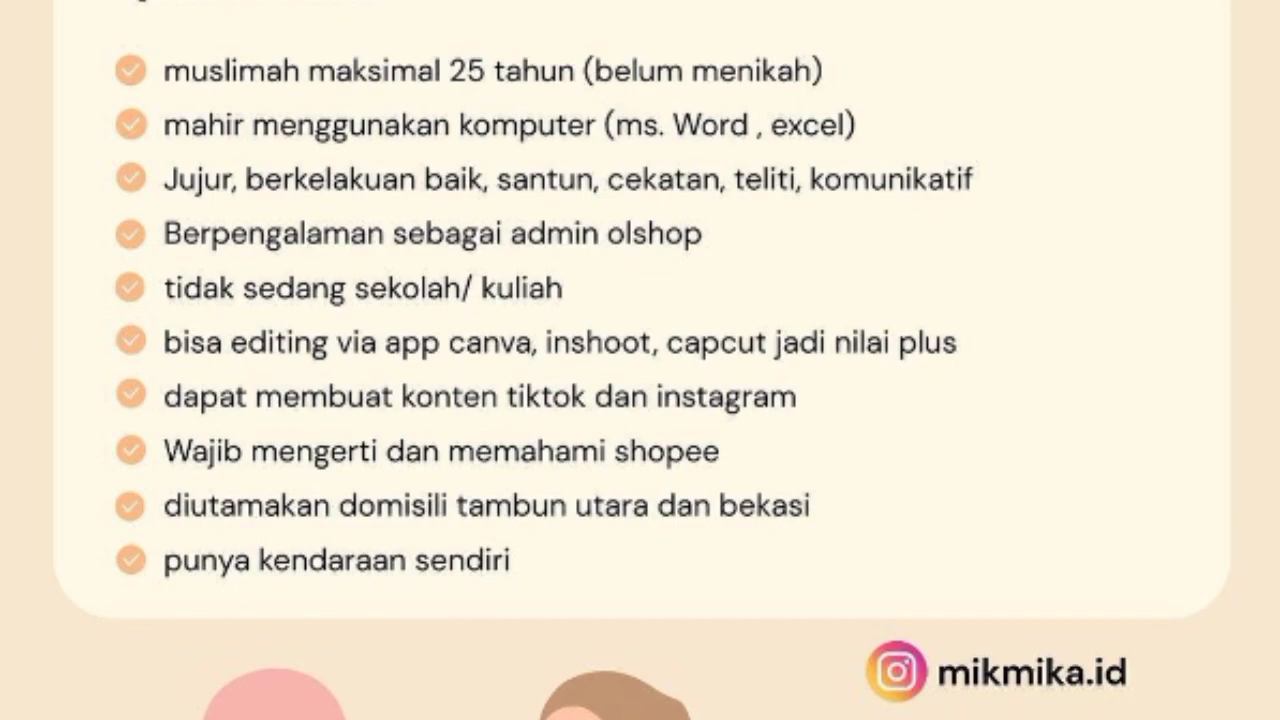 muslimah maksimal 25 tahun (belum menikah)
mahir menggunakan komputer (ms. Word , excel)
Jujur, berkelakuan baik, santun, cekatan, teliti, komunikatif
Berpengalaman sebagai admin olshop
tidak sedang sekolah/ kuliah
bisa editing via app canva, inshoot, capcut jadi nilai plus
dapat membuat konten tiktok dan instagram
Wajib mengerti dan memahami shopee
diutamakan domisili tambun utara dan bekasi
punya kendaraan sendiri
mikmika.id